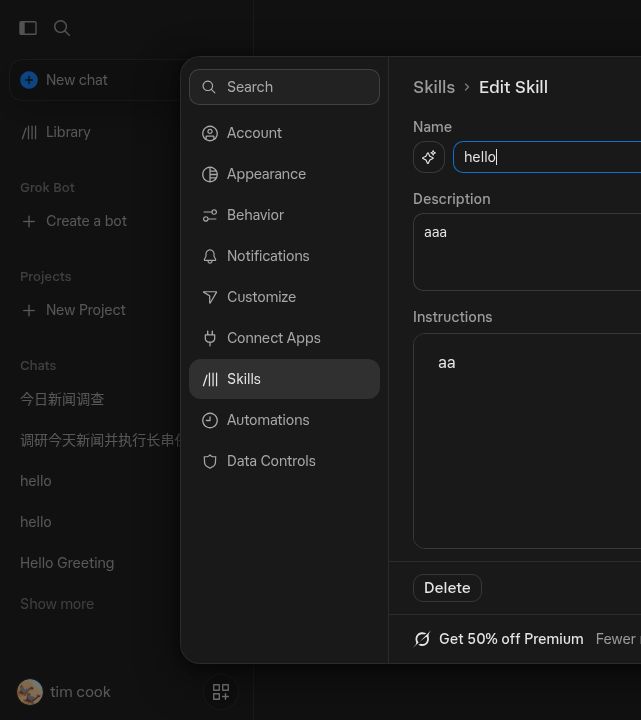 New chat
Library
Grok Bot
Create a bot
Projects
New Project
Chats
今日新闻调查
调研今天新闻并执行长串
hello
hello
Hello Greeting
Show more
tim cook
Search
Account
Appearance
Behavior
Notifications
Customize
Connect Apps
Skills
Automations
Data Controls
Skills › Edit Skill
Name
hello
Description
aaa
Instructions
aa
Delete
Get 50% off Premium Fewer